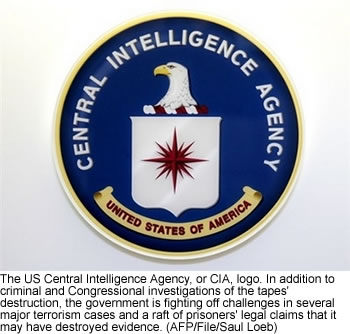 CENTRAL INTELLIGENCE AGENCY
UNITED STATES OF AMERICA
The US Central Intelligence Agency, or CIA, logo. In addition to
criminal and Congressional investigations of the tapes'
destruction, the government is fighting off challenges in several
major terrorism cases and a raft of prisoners' legal claims that it
may have destroyed evidence. (AFP/File/Saul Loeb)